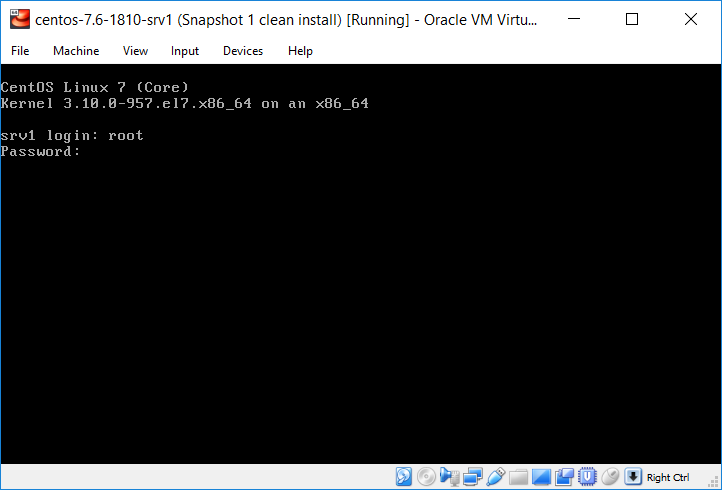 centos-7.6-1810-srv1 (Snapshot 1 clean install) [Running] - Oracle VM Virtu...
File Machine View Input Devices Help
CentOS Linux 7 (Core)
Kernel 3.10.0-957.el7.x86_64 on an x86_64
srv1 login: root
Password:
Right Ctrl